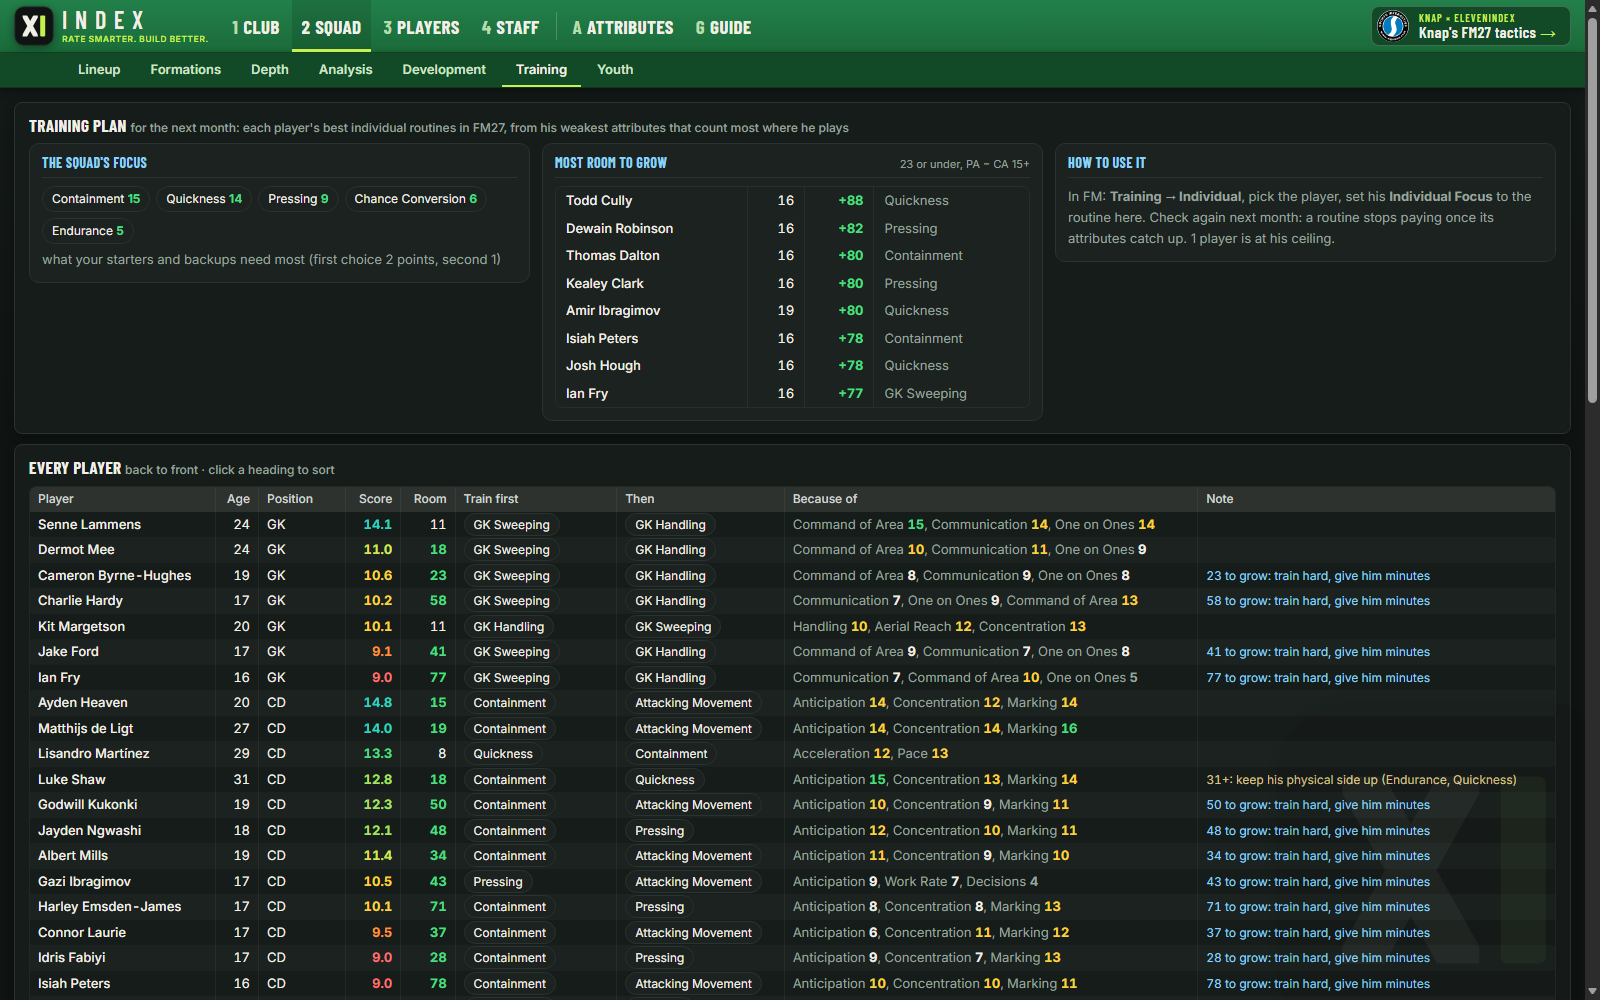 XI INDEX
RATE SMARTER. BUILD BETTER.
1 CLUB 2 SQUAD 3 PLAYERS 4 STAFF A ATTRIBUTES G GUIDE
KNAP × ELEVENINDEX
Knap's FM27 tactics →
Lineup Formations Depth Analysis Development Training Youth
TRAINING PLAN for the next month: each player's best individual routines in FM27, from his weakest attributes that count most where he plays
THE SQUAD'S FOCUS
Containment 15 Quickness 14 Pressing 9 Chance Conversion 6
Endurance 5
what your starters and backups need most (first choice 2 points, second 1)
MOST ROOM TO GROW 23 or under, PA − CA 15+
Todd Cully 16 +88 Quickness
Dewain Robinson 16 +82 Pressing
Thomas Dalton 16 +80 Containment
Kealey Clark 16 +80 Pressing
Amir Ibragimov 19 +80 Quickness
Isiah Peters 16 +78 Containment
Josh Hough 16 +78 Quickness
Ian Fry 16 +77 GK Sweeping
HOW TO USE IT
In FM: Training → Individual, pick the player, set his Individual Focus to the
routine here. Check again next month: a routine stops paying once its
attributes catch up. 1 player is at his ceiling.
EVERY PLAYER back to front · click a heading to sort
Player Age Position Score Room Train first Then Because of Note
Senne Lammens 24 GK 14.1 11 GK Sweeping GK Handling Command of Area 15, Communication 14, One on Ones 14
Dermot Mee 24 GK 11.0 18 GK Sweeping GK Handling Command of Area 10, Communication 11, One on Ones 9
Cameron Byrne-Hughes 19 GK 10.6 23 GK Sweeping GK Handling Command of Area 8, Communication 9, One on Ones 8 23 to grow: train hard, give him minutes
Charlie Hardy 17 GK 10.2 58 GK Sweeping GK Handling Communication 7, One on Ones 9, Command of Area 13 58 to grow: train hard, give him minutes
Kit Margetson 20 GK 10.1 11 GK Handling GK Sweeping Handling 10, Aerial Reach 12, Concentration 13
Jake Ford 17 GK 9.1 41 GK Sweeping GK Handling Command of Area 9, Communication 7, One on Ones 8 41 to grow: train hard, give him minutes
Ian Fry 16 GK 9.0 77 GK Sweeping GK Handling Communication 7, Command of Area 10, One on Ones 5 77 to grow: train hard, give him minutes
Ayden Heaven 20 CD 14.8 15 Containment Attacking Movement Anticipation 14, Concentration 12, Marking 14
Matthijs de Ligt 27 CD 14.0 19 Containment Attacking Movement Anticipation 14, Concentration 14, Marking 16
Lisandro Martínez 29 CD 13.3 8 Quickness Containment Acceleration 12, Pace 13
Luke Shaw 31 CD 12.8 18 Containment Quickness Anticipation 15, Concentration 13, Marking 14 31+: keep his physical side up (Endurance, Quickness)
Godwill Kukonki 19 CD 12.3 50 Containment Attacking Movement Anticipation 10, Concentration 9, Marking 11 50 to grow: train hard, give him minutes
Jayden Ngwashi 18 CD 12.1 48 Containment Pressing Anticipation 12, Concentration 10, Marking 11 48 to grow: train hard, give him minutes
Albert Mills 19 CD 11.4 34 Containment Attacking Movement Anticipation 11, Concentration 9, Marking 10 34 to grow: train hard, give him minutes
Gazi Ibragimov 17 CD 10.5 43 Pressing Attacking Movement Anticipation 9, Work Rate 7, Decisions 4 43 to grow: train hard, give him minutes
Harley Emsden-James 17 CD 10.1 71 Containment Pressing Anticipation 8, Concentration 8, Marking 13 71 to grow: train hard, give him minutes
Connor Laurie 17 CD 9.5 37 Containment Attacking Movement Anticipation 6, Concentration 11, Marking 12 37 to grow: train hard, give him minutes
Idris Fabiyi 17 CD 9.0 28 Containment Pressing Anticipation 9, Concentration 7, Marking 13 28 to grow: train hard, give him minutes
Isiah Peters 16 CD 9.0 78 Containment Attacking Movement Anticipation 10, Concentration 10, Marking 11 78 to grow: train hard, give him minutes